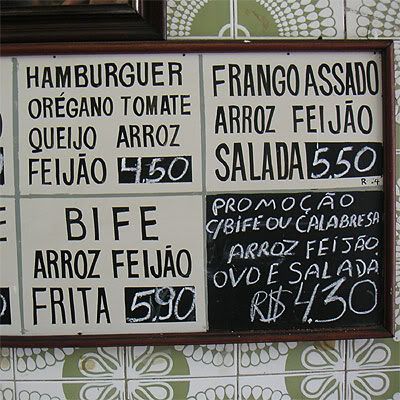 HAMBURGUER
ORÉGANO TOMATE
QUEIJO ARROZ
FEIJÃO 4,50
FRANGO ASSADO
ARROZ FEIJÃO
SALADA 5,50
BIFE
ARROZ FEIJÃO
FRITA 5,90
PROMOÇÃO
C/BIFE OU CALABRESA
ARROZ FEIJÃO
OVO E SALADA
R$ 4,30